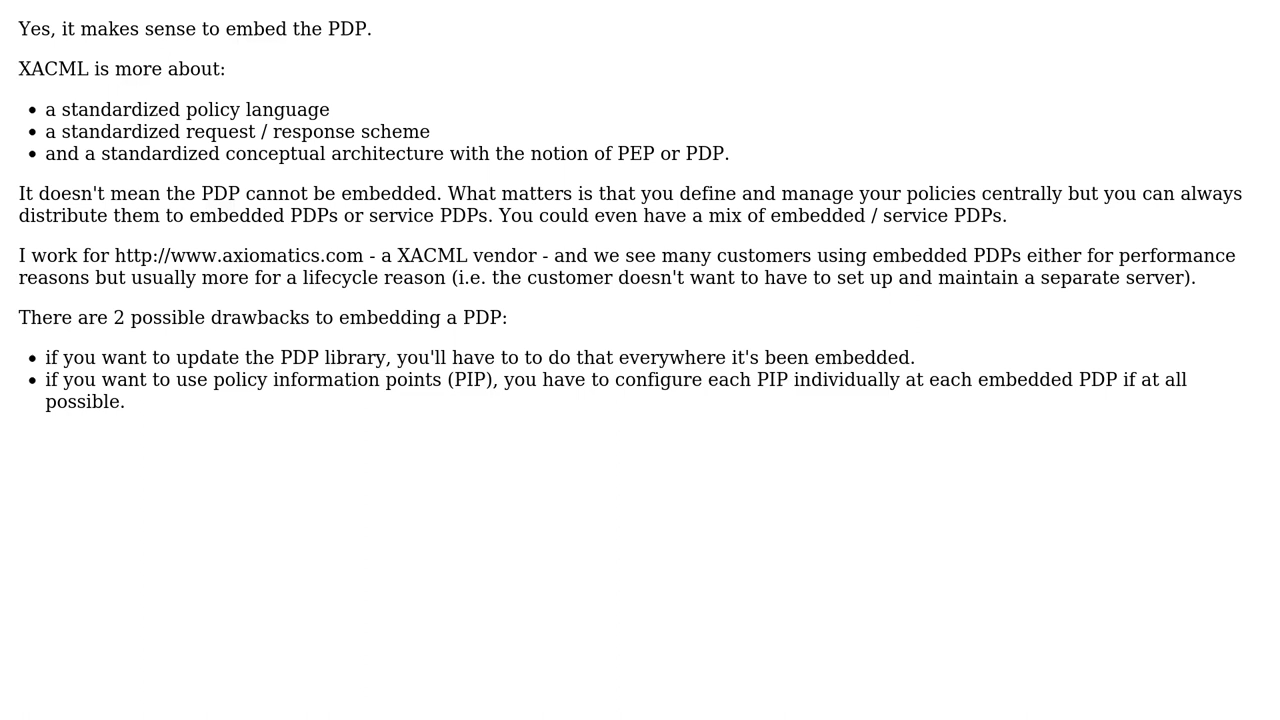 Yes, it makes sense to embed the PDP.
XACML is more about:
• a standardized policy language
• a standardized request / response scheme
• and a standardized conceptual architecture with the notion of PEP or PDP.
It doesn't mean the PDP cannot be embedded. What matters is that you define and manage your policies centrally but you can always
distribute them to embedded PDPs or service PDPs. You could even have a mix of embedded / service PDPs.
I work for http://www.axiomatics.com - a XACML vendor - and we see many customers using embedded PDPs either for performance
reasons but usually more for a lifecycle reason (i.e. the customer doesn't want to have to set up and maintain a separate server).
There are 2 possible drawbacks to embedding a PDP:
• if you want to update the PDP library, you'll have to to do that everywhere it's been embedded.
• if you want to use policy information points (PIP), you have to configure each PIP individually at each embedded PDP if at all
possible.